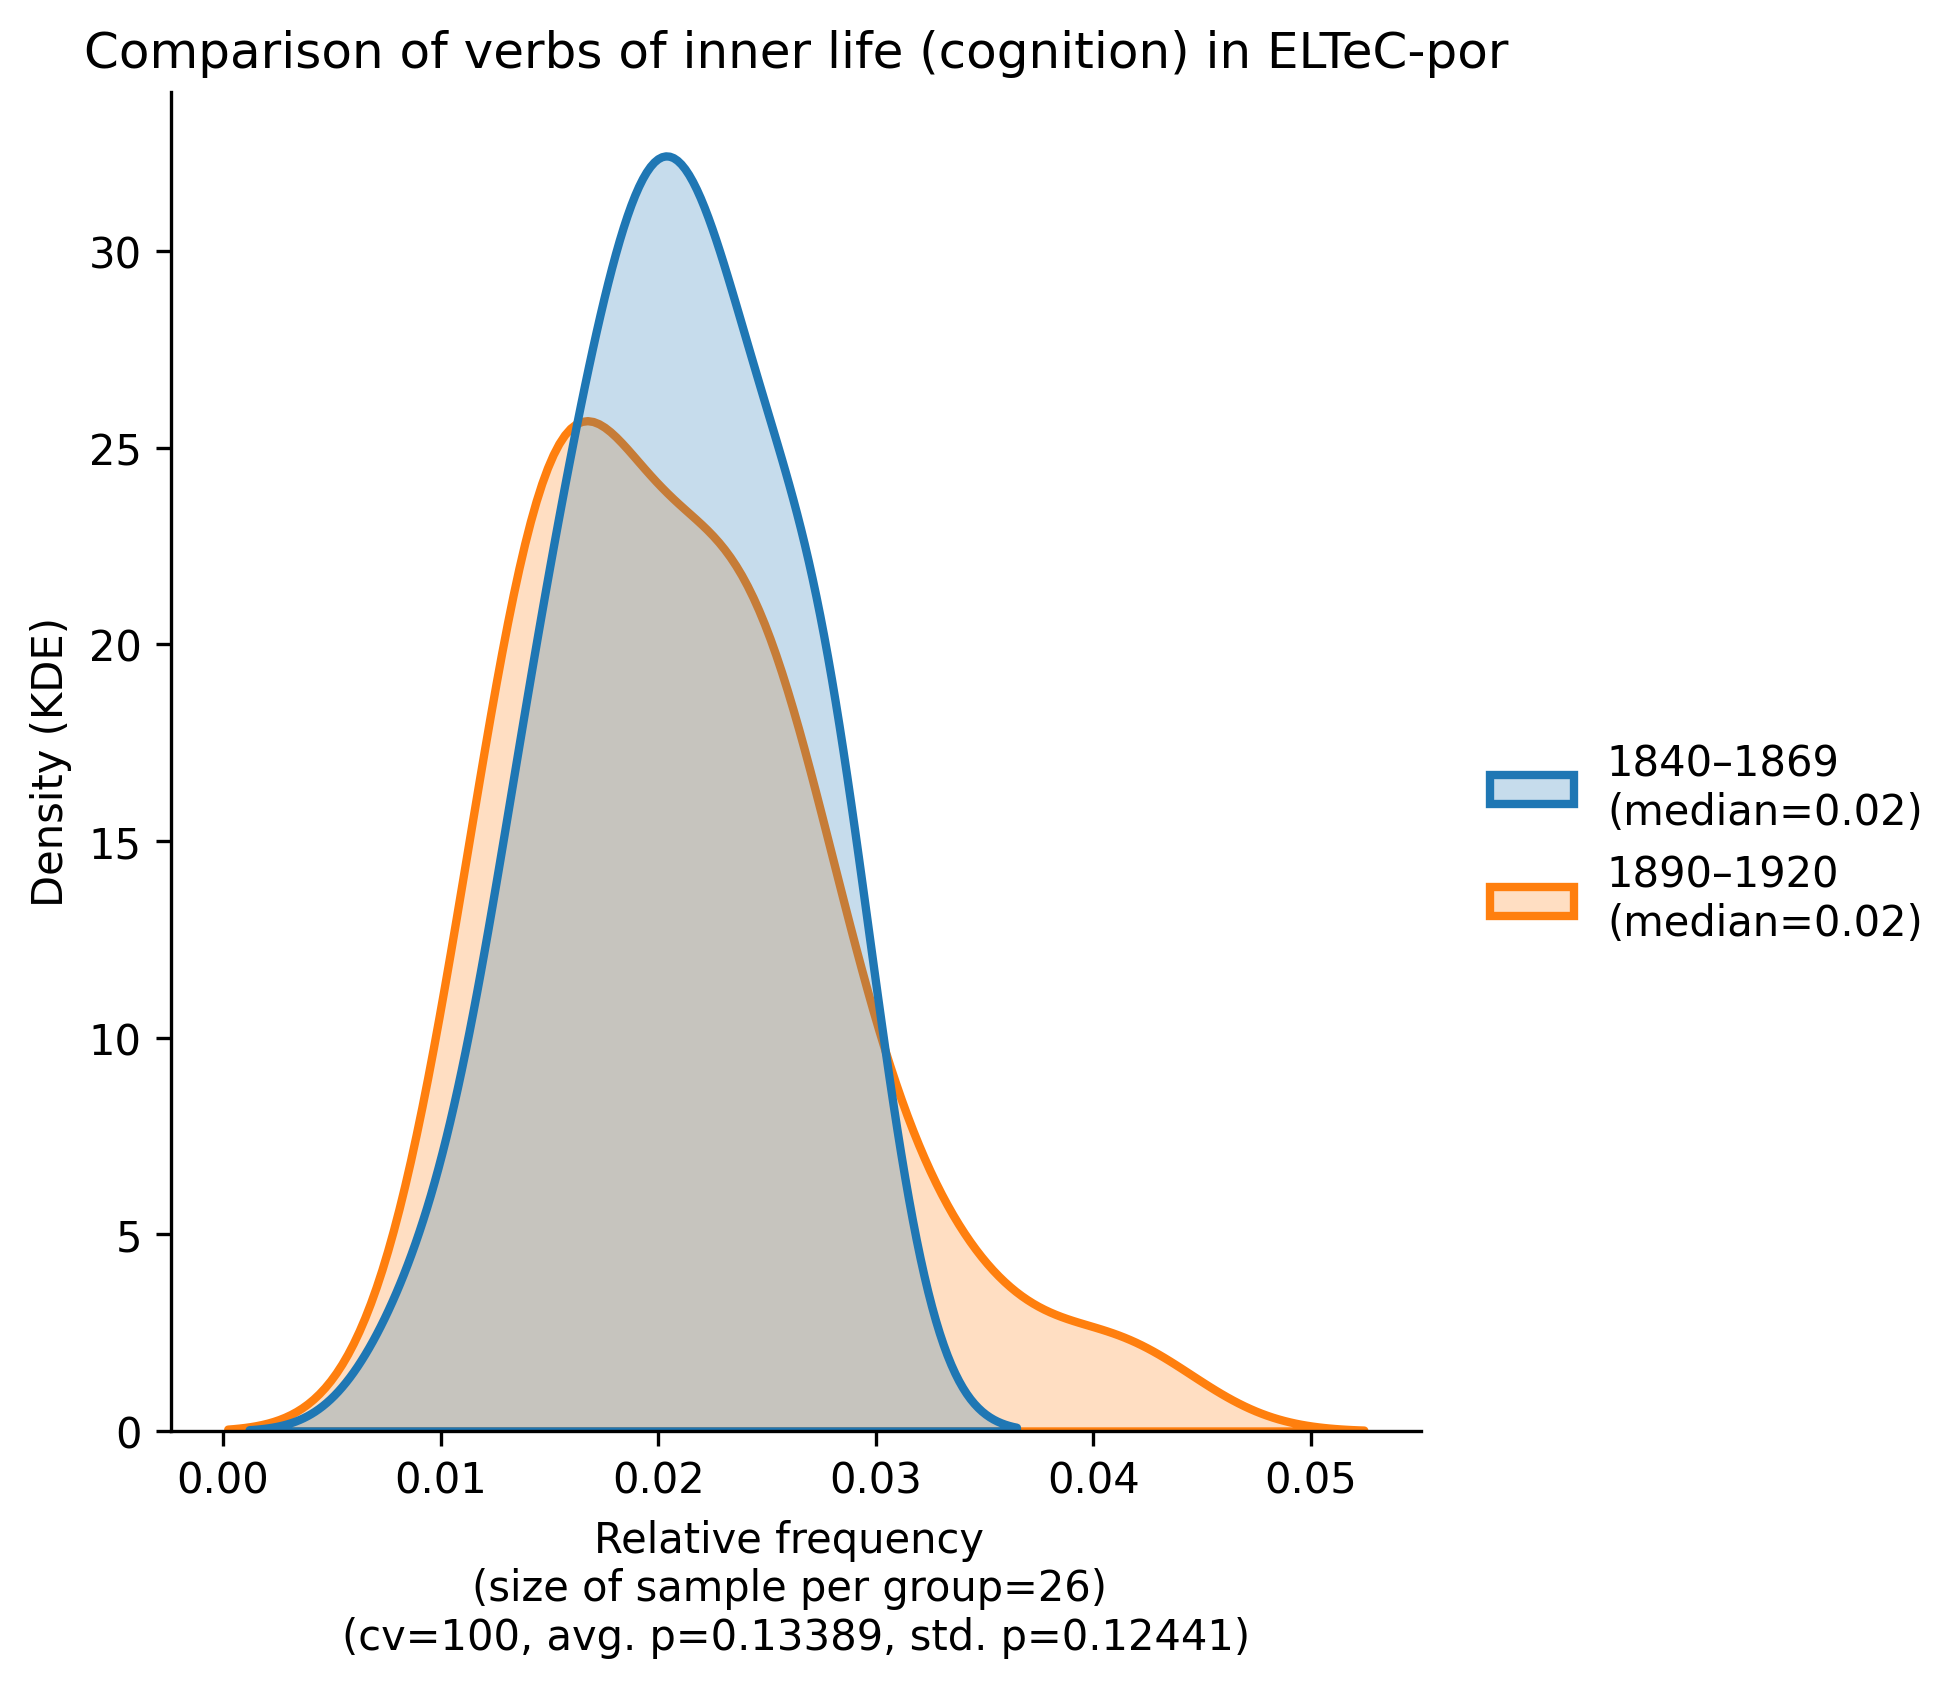 Comparison of verbs of inner life (cognition) in ELTeC-por
30
25
20
15
10
5
0
Density (KDE)
0.00 0.01 0.02 0.03 0.04 0.05
Relative frequency
(size of sample per group=26)
(cv=100, avg. p=0.13389, std. p=0.12441)
1840–1869
(median=0.02)
1890–1920
(median=0.02)